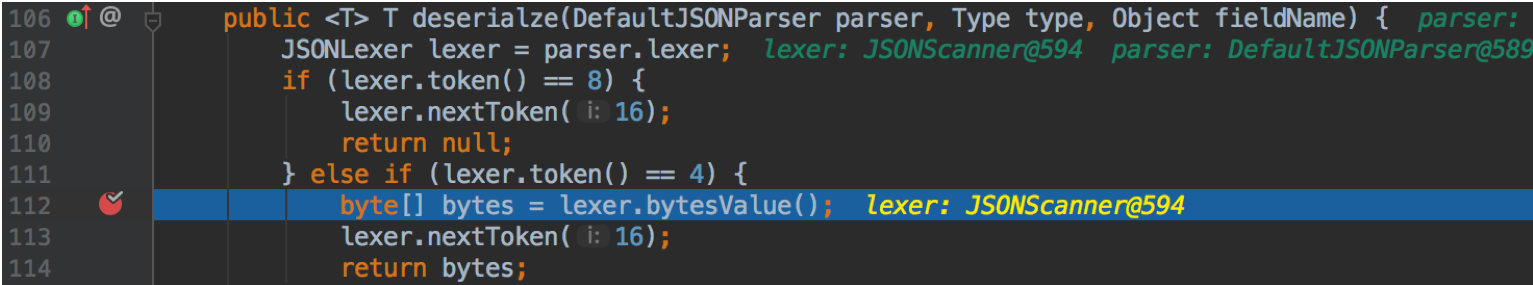 106 I @ public <T> T deserialze(DefaultJSONParser parser, Type type, Object fieldName) { parser:
107 JSONLexer lexer = parser.lexer; lexer: JSONScanner@594 parser: DefaultJSONParser@589
108 if (lexer.token() == 8) {
109 lexer.nextToken( i: 16);
110 return null;
111 } else if (lexer.token() == 4) {
112 byte[] bytes = lexer.bytesValue(); lexer: JSONScanner@594
113 lexer.nextToken( i: 16);
114 return bytes;